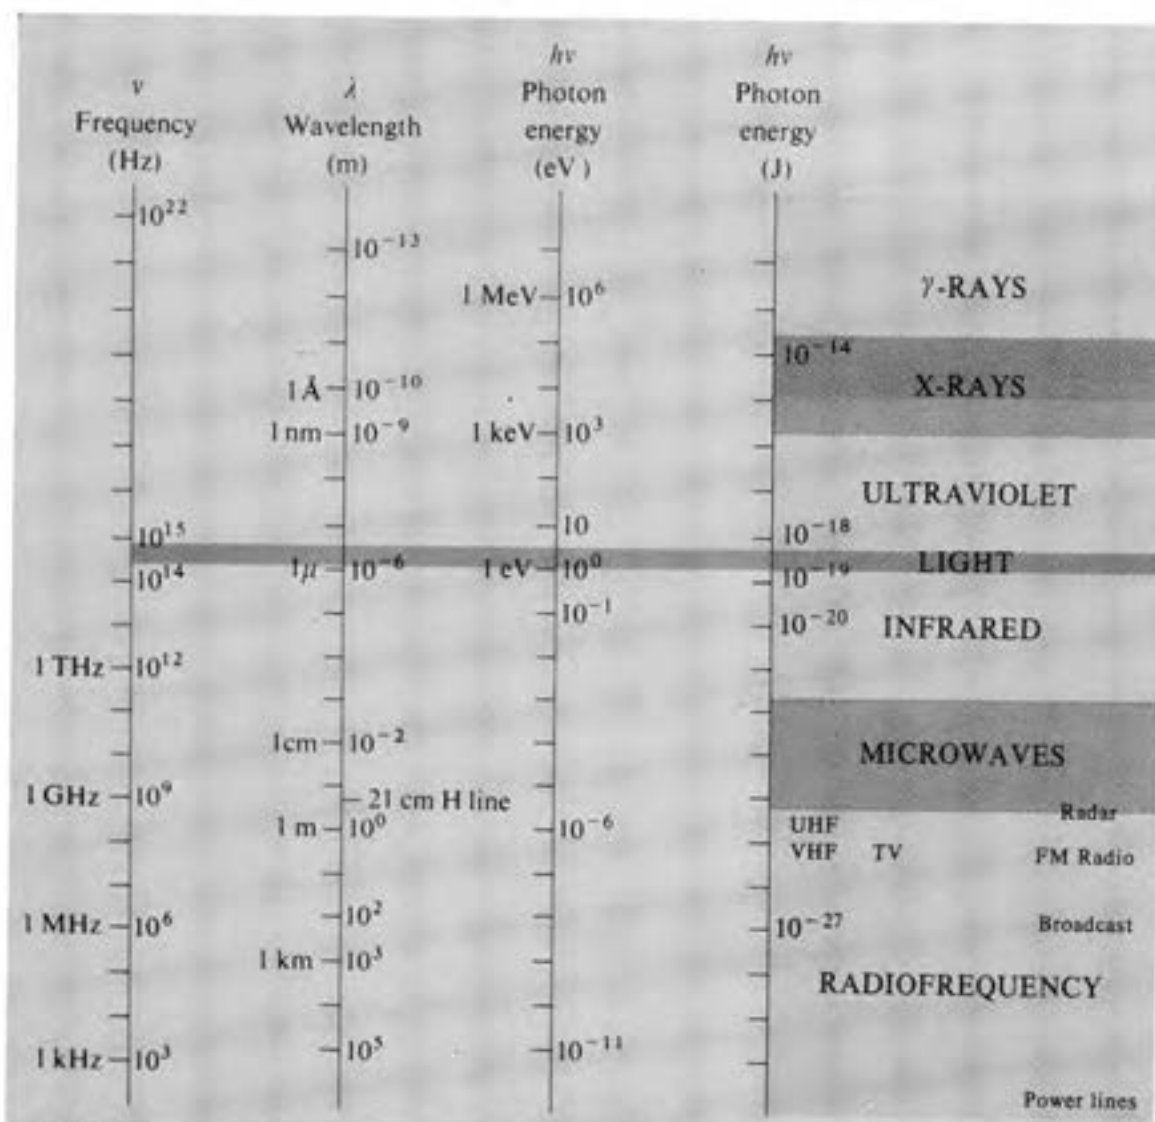 ν
Frequency
(Hz)
λ
Wavelength
(m)
hν
Photon
energy
(eV)
hν
Photon
energy
(J)
10²²
10¹⁵
10¹⁴
1 THz 10¹²
1 GHz 10⁹
1 MHz 10⁶
1 kHz 10³
10⁻¹³
1 Å 10⁻¹⁰
1 nm 10⁻⁹
1μ 10⁻⁶
1cm 10⁻²
21 cm H line
1 m 10⁰
10²
1 km 10³
10⁵
1 MeV 10⁶
1 keV 10³
10
1 eV 10⁰
10⁻¹
10⁻⁶
10⁻¹¹
10⁻¹⁴
10⁻¹⁸
10⁻¹⁹
10⁻²⁰
10⁻²⁷
γ-RAYS
X-RAYS
ULTRAVIOLET
LIGHT
INFRARED
MICROWAVES
Radar
UHF
VHF TV FM Radio
Broadcast
RADIOFREQUENCY
Power lines